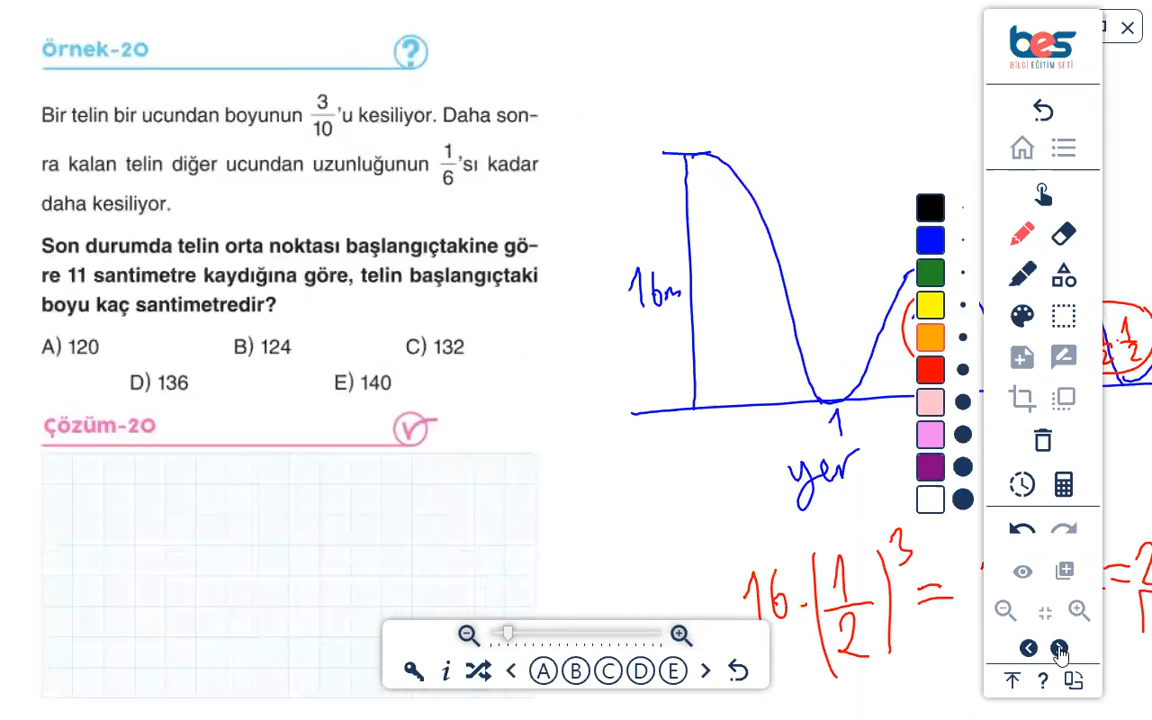 Örnek-20
?
Bir telin bir ucundan boyunun 3/10 'u kesiliyor. Daha son-
ra kalan telin diğer ucundan uzunluğunun 1/6 'sı kadar
daha kesiliyor.
Son durumda telin orta noktası başlangıçtakine gö-
re 11 santimetre kaydığına göre, telin başlangıçtaki
boyu kaç santimetredir?
A) 120 B) 124 C) 132
D) 136 E) 140
Çözüm-20
16m
1
yer
16 · (1/2)^3 =
= 2
· 1/2
bes
BİLGİ EĞİTİM SETİ
i < A B C D E >
?